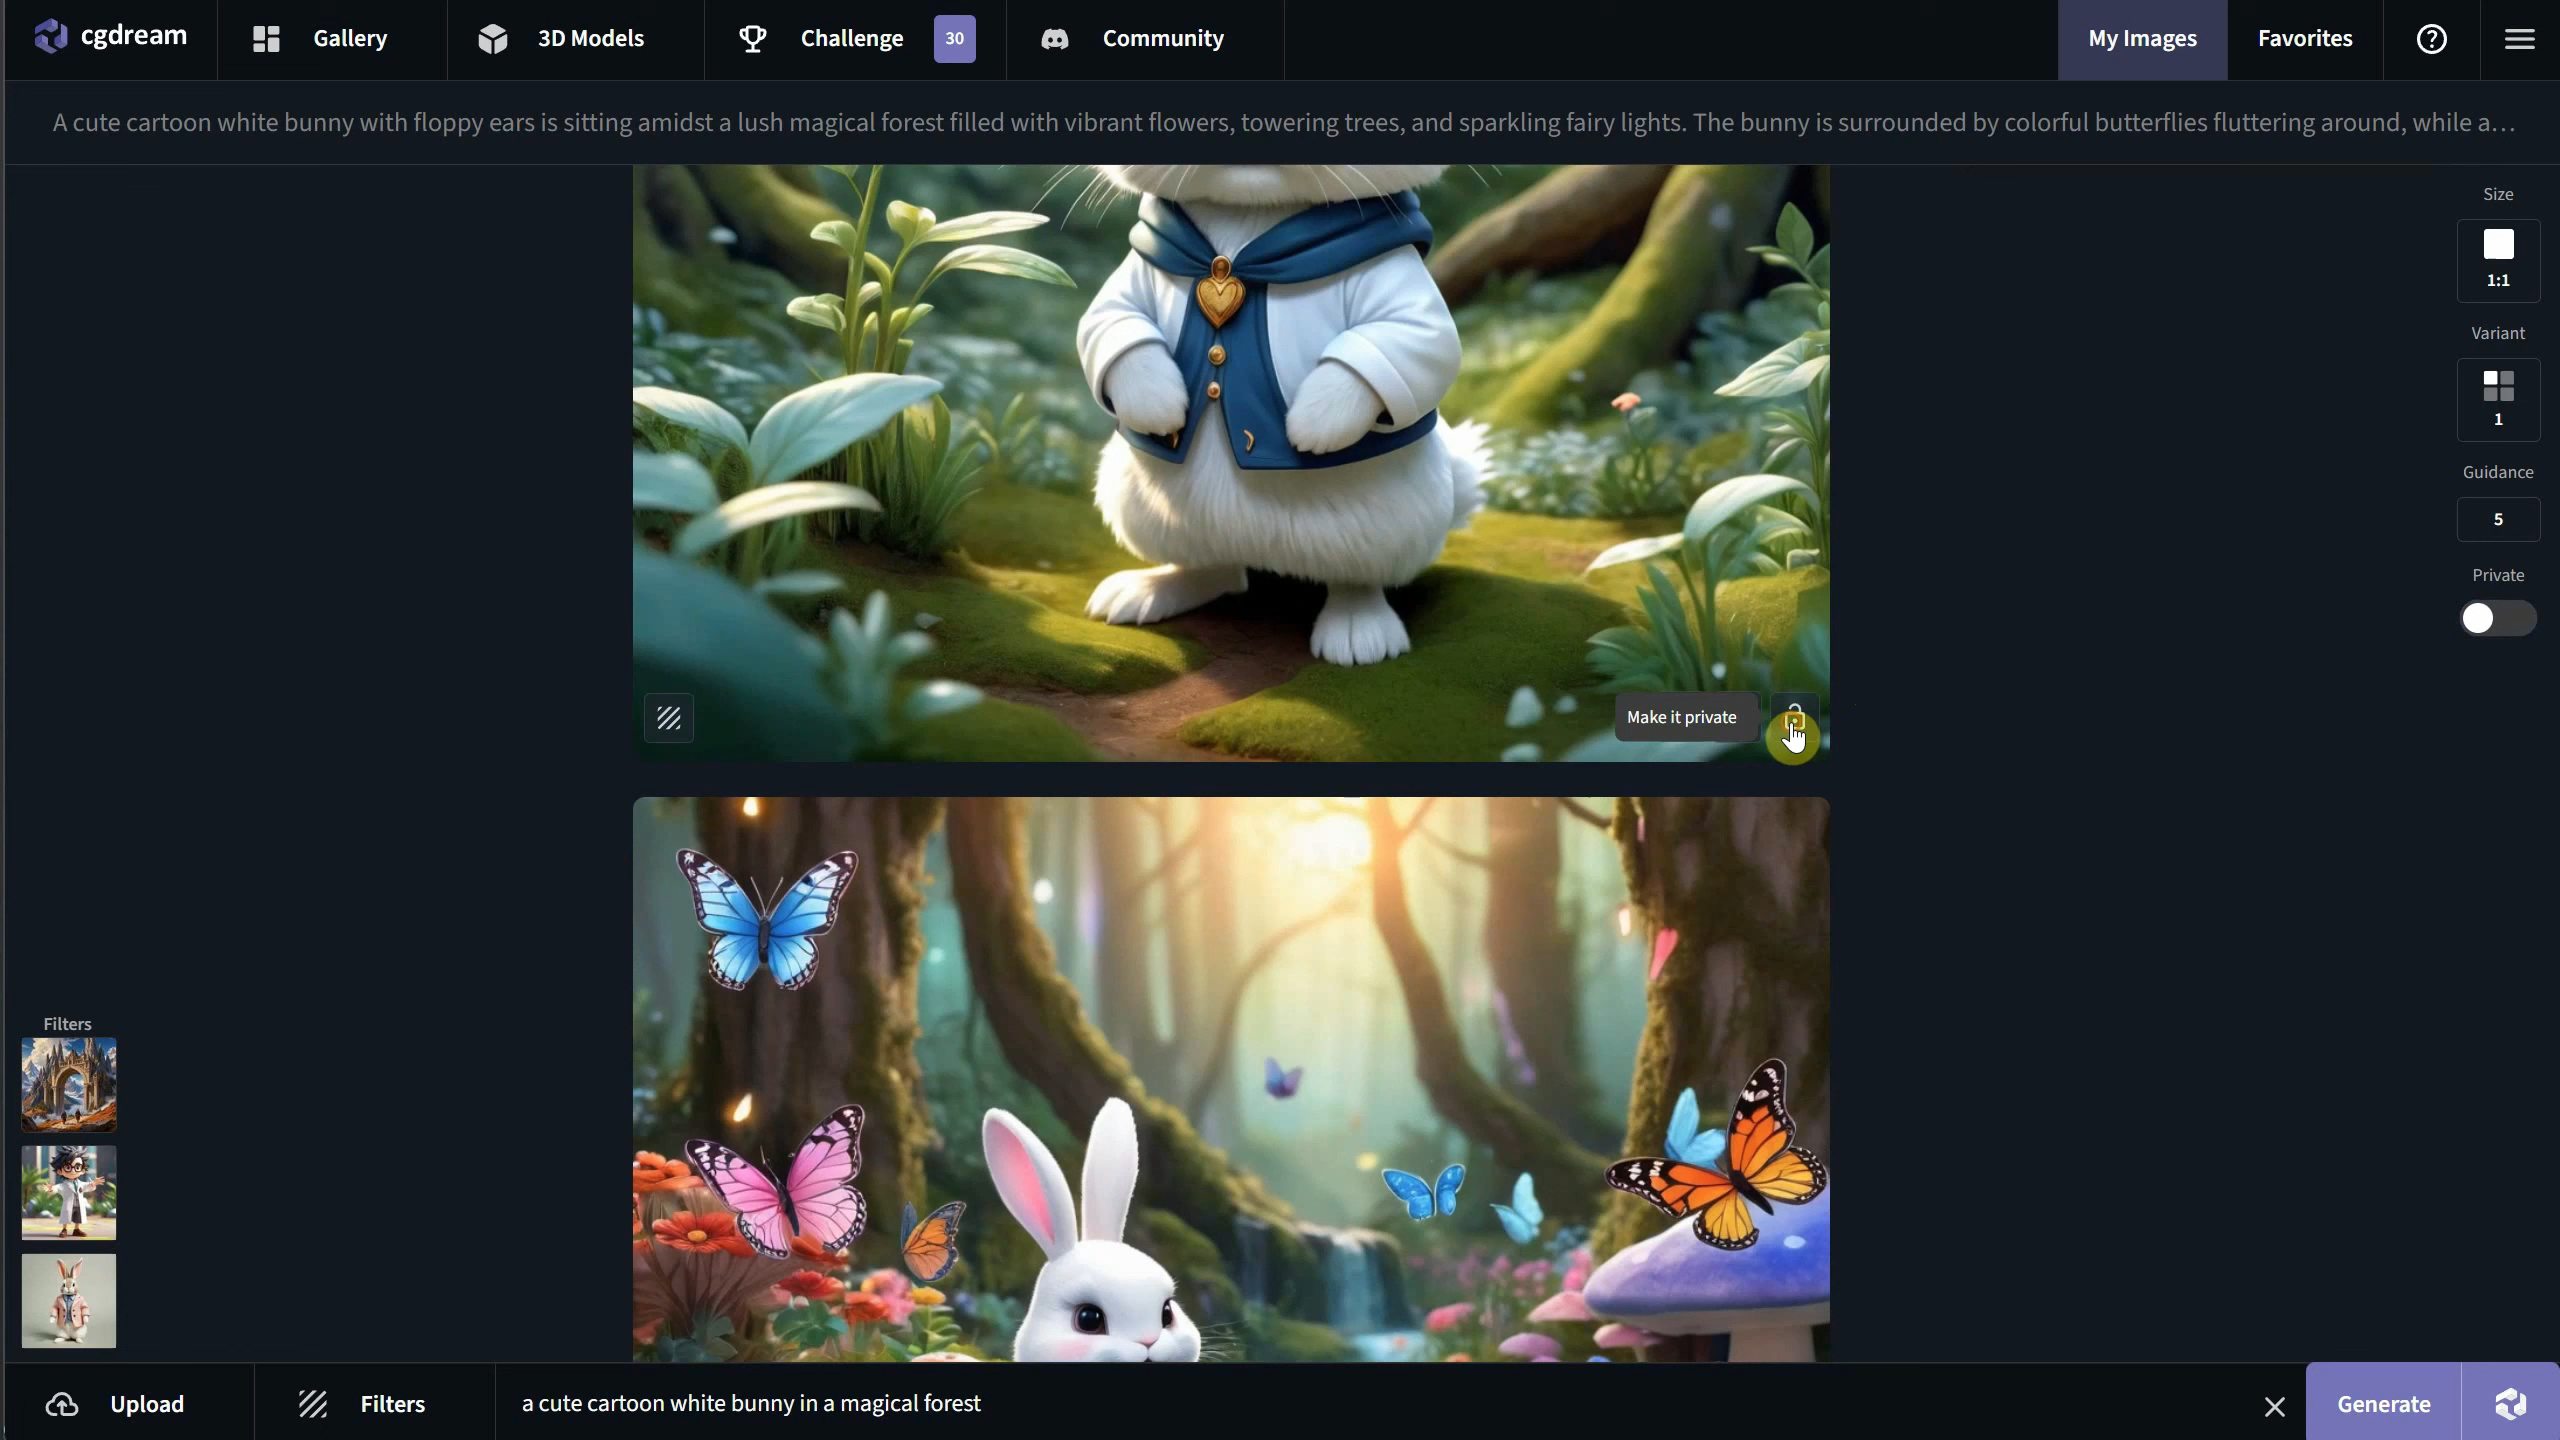 cgdream
Gallery
3D Models
Challenge 30
Community
My Images
Favorites
A cute cartoon white bunny with floppy ears is sitting amidst a lush magical forest filled with vibrant flowers, towering trees, and sparkling fairy lights. The bunny is surrounded by colorful butterflies fluttering around, while a...
Size
1:1
Variant
1
Guidance
5
Private
Make it private
Filters
Upload
Filters
a cute cartoon white bunny in a magical forest
Generate